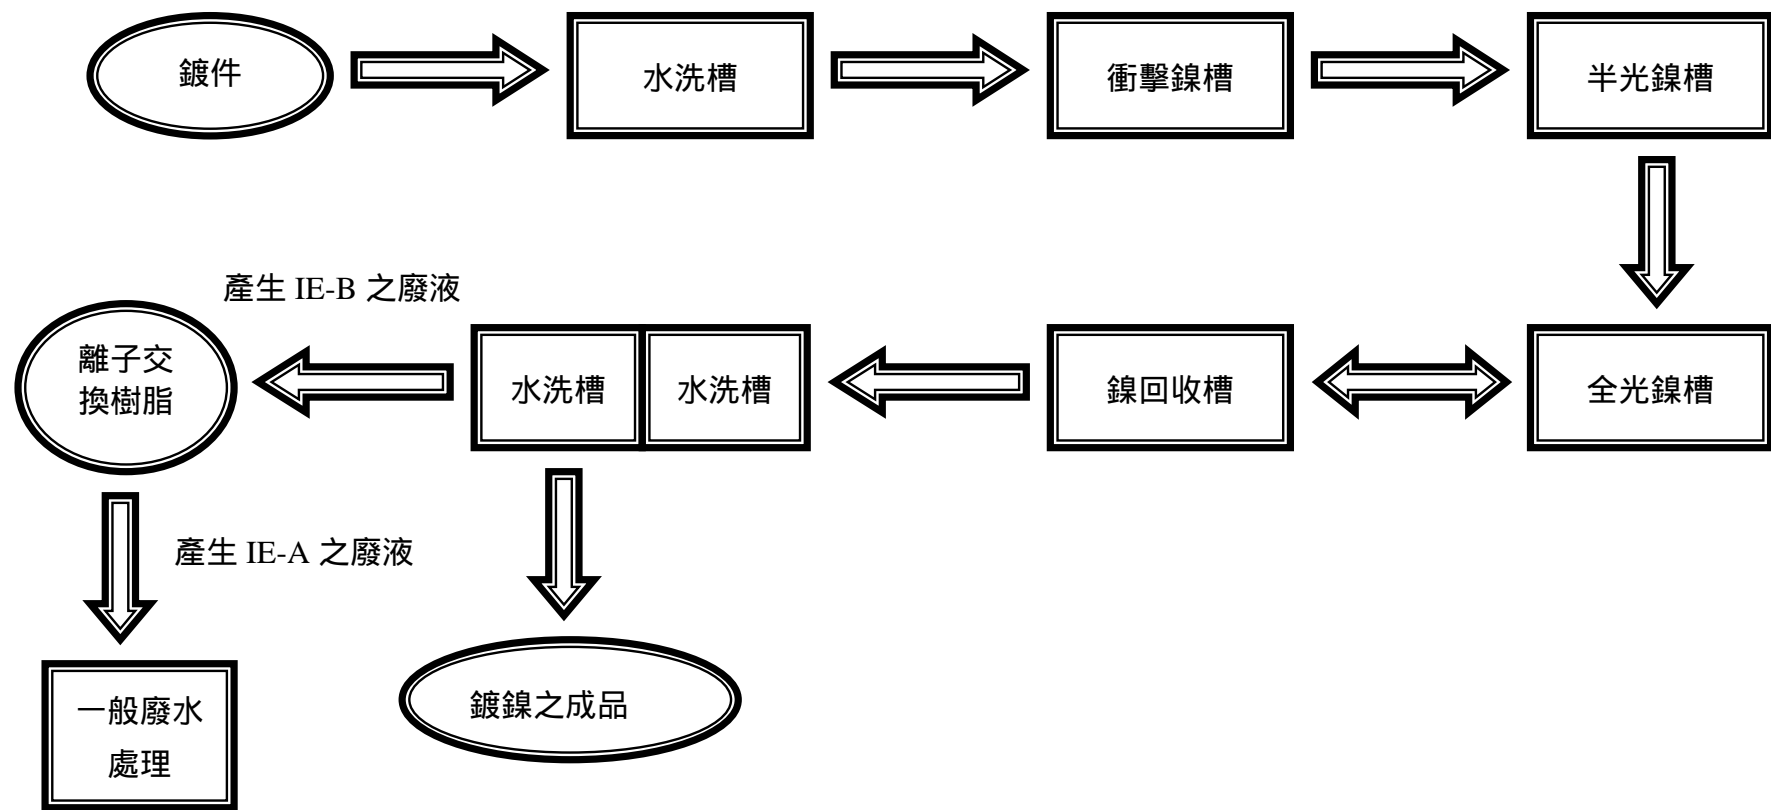 鍍件
水洗槽
衝擊鎳槽
半光鎳槽
產生 IE-B 之廢液
離子交
換樹脂
水洗槽
水洗槽
鎳回收槽
全光鎳槽
產生 IE-A 之廢液
一般廢水
處理
鍍鎳之成品